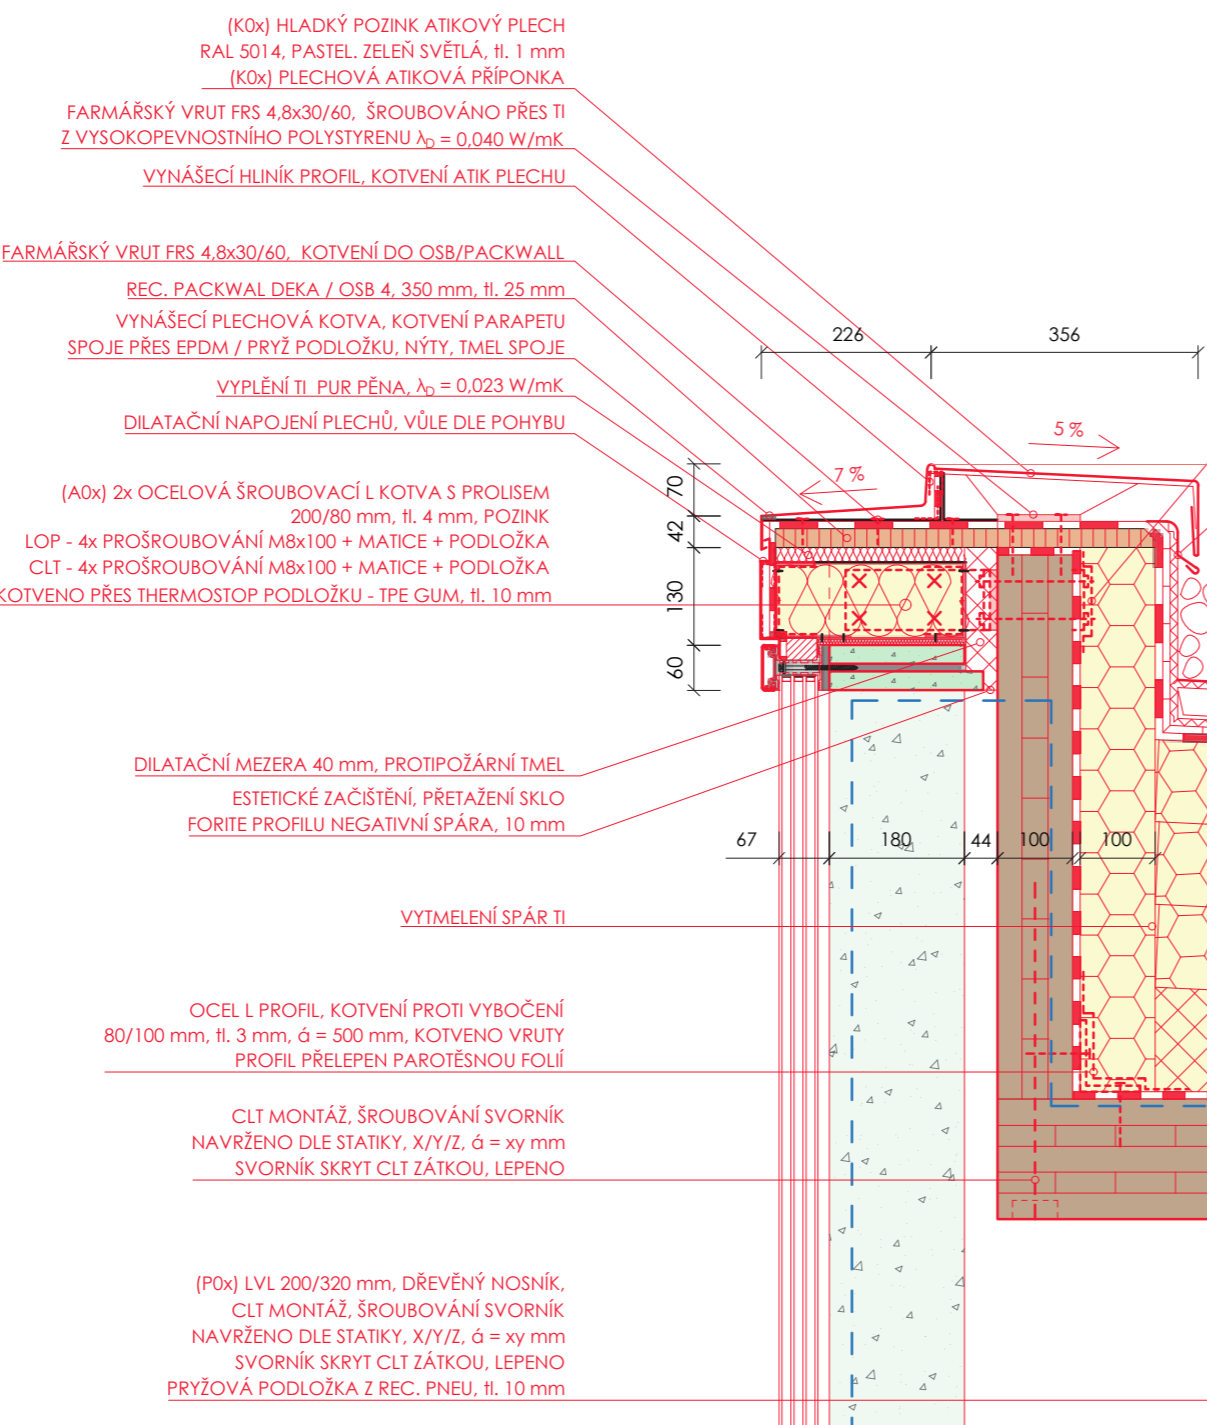 (K0x) HLADKÝ POZINK ATIKOVÝ PLECH
RAL 5014, PASTEL. ZELEŇ SVĚTLÁ, tl. 1 mm
(K0x) PLECHOVÁ ATIKOVÁ PŘÍPONKA
FARMÁŘSKÝ VRUT FRS 4,8x30/60, ŠROUBOVÁNO PŘES TI
Z VYSOKOPEVNOSTNÍHO POLYSTYRENU λD = 0,040 W/mK
VYNÁŠECÍ HLINÍK PROFIL, KOTVENÍ ATIK PLECHU
FARMÁŘSKÝ VRUT FRS 4,8x30/60, KOTVENÍ DO OSB/PACKWALL
REC. PACKWAL DEKA / OSB 4, 350 mm, tl. 25 mm
VYNÁŠECÍ PLECHOVÁ KOTVA, KOTVENÍ PARAPETU
SPOJE PŘES EPDM / PRYŽ PODLOŽKU, NÝTY, TMEL SPOJE
VYPLĚNÍ TI PUR PĚNA, λD = 0,023 W/mK
DILATAČNÍ NAPOJENÍ PLECHŮ, VŮLE DLE POHYBU
(A0x) 2x OCELOVÁ ŠROUBOVACÍ L KOTVA S PROLISEM
200/80 mm, tl. 4 mm, POZINK
LOP - 4x PROŠROUBOVÁNÍ M8x100 + MATICE + PODLOŽKA
CLT - 4x PROŠROUBOVÁNÍ M8x100 + MATICE + PODLOŽKA
KOTVENO PŘES THERMOSTOP PODLOŽKU - TPE GUM, tl. 10 mm
226
356
5 %
7 %
70
42
130
60
DILATAČNÍ MEZERA 40 mm, PROTIPOŽÁRNÍ TMEL
ESTETICKÉ ZAČIŠTĚNÍ, PŘETAŽENÍ SKLO
FORITE PROFILU NEGATIVNÍ SPÁRA, 10 mm
67
180
44
100
100
VYTMELENÍ SPÁR TI
OCEL L PROFIL, KOTVENÍ PROTI VYBOČENÍ
80/100 mm, tl. 3 mm, á = 500 mm, KOTVENO VRUTY
PROFIL PŘELEPEN PAROTĚSNOU FOLIÍ
CLT MONTÁŽ, ŠROUBOVÁNÍ SVORNÍK
NAVRŽENO DLE STATIKY, X/Y/Z, á = xy mm
SVORNÍK SKRYT CLT ZÁTKOU, LEPENO
(P0x) LVL 200/320 mm, DŘEVĚNÝ NOSNÍK,
CLT MONTÁŽ, ŠROUBOVÁNÍ SVORNÍK
NAVRŽENO DLE STATIKY, X/Y/Z, á = xy mm
SVORNÍK SKRYT CLT ZÁTKOU, LEPENO
PRYŽOVÁ PODLOŽKA Z REC. PNEU, tl. 10 mm